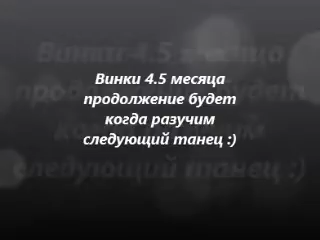 Винки 4.5 месяца
продолжение будет
когда разучим
следующий танец :)